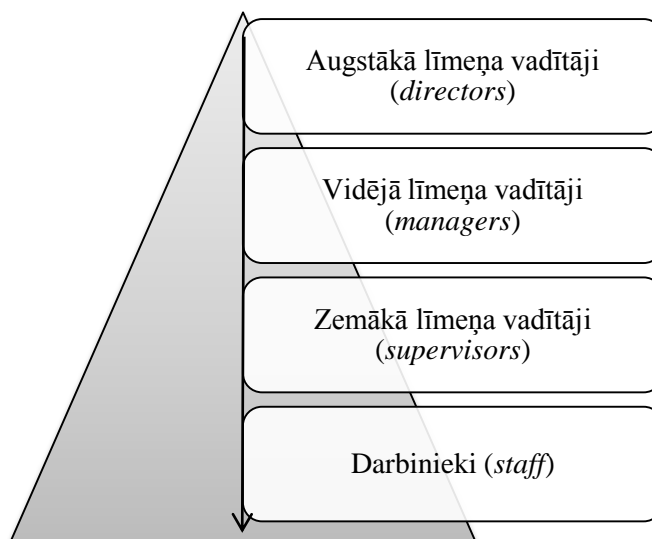 Augstākā līmeņa vadītāji
(directors)
Vidējā līmeņa vadītāji
(managers)
Zemākā līmeņa vadītāji
(supervisors)
Darbinieki (staff)